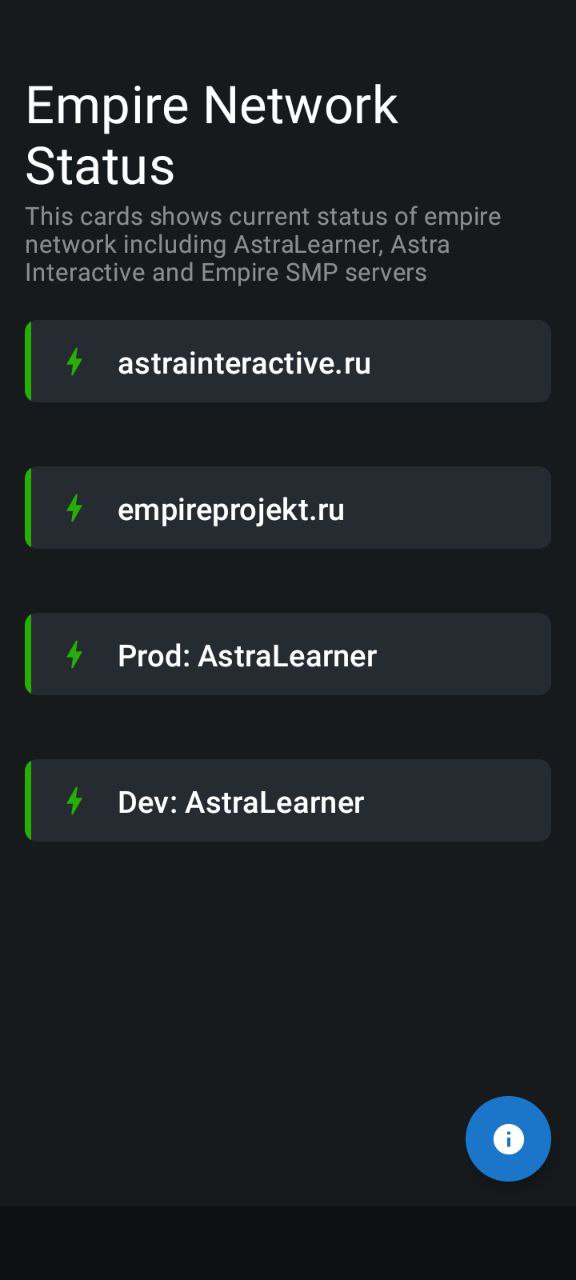 Empire Network
Status
This cards shows current status of empire
network including AstraLearner, Astra
Interactive and Empire SMP servers
astrainteractive.ru
empireprojekt.ru
Prod: AstraLearner
Dev: AstraLearner